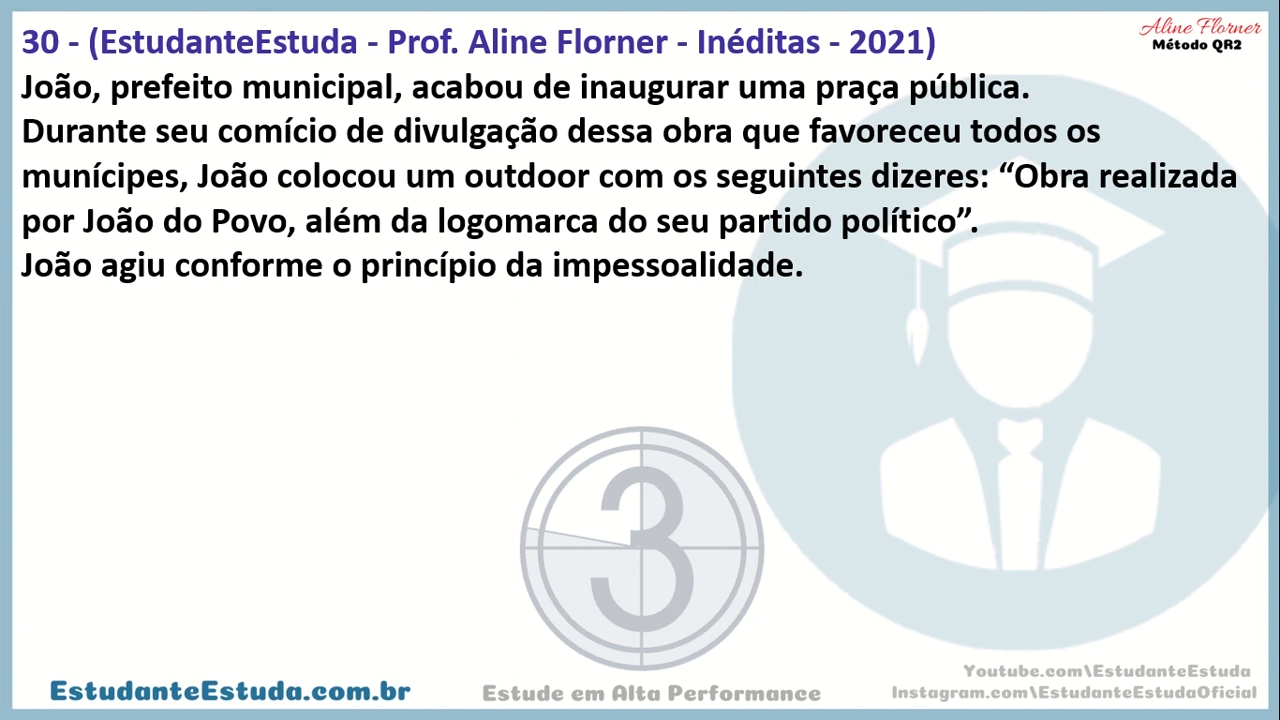 Aline Florner
Método QR2
30 - (EstudanteEstuda - Prof. Aline Florner - Inéditas - 2021)
João, prefeito municipal, acabou de inaugurar uma praça pública.
Durante seu comício de divulgação dessa obra que favoreceu todos os
munícipes, João colocou um outdoor com os seguintes dizeres: “Obra realizada
por João do Povo, além da logomarca do seu partido político”.
João agiu conforme o princípio da impessoalidade.
3
EstudanteEstuda.com.br
Estude em Alta Performance
Youtube.com\EstudanteEstuda
Instagram.com\EstudanteEstudaOficial